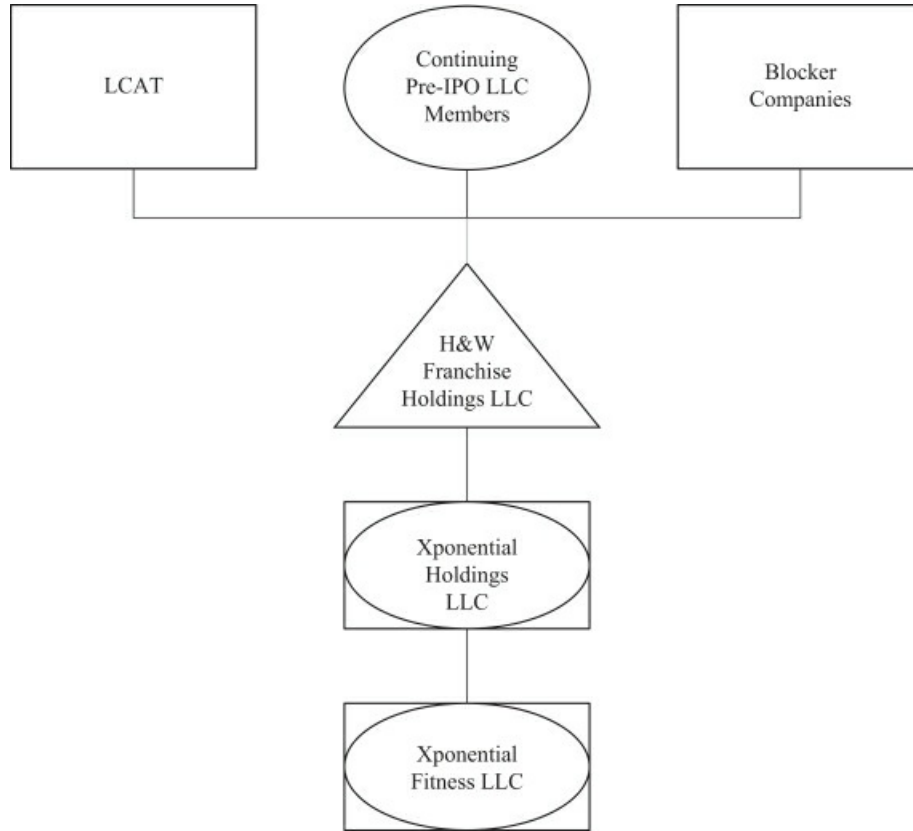 LCAT
Continuing
Pre-IPO LLC
Members
Blocker
Companies
H&W
Franchise
Holdings LLC
Xponential
Holdings
LLC
Xponential
Fitness LLC